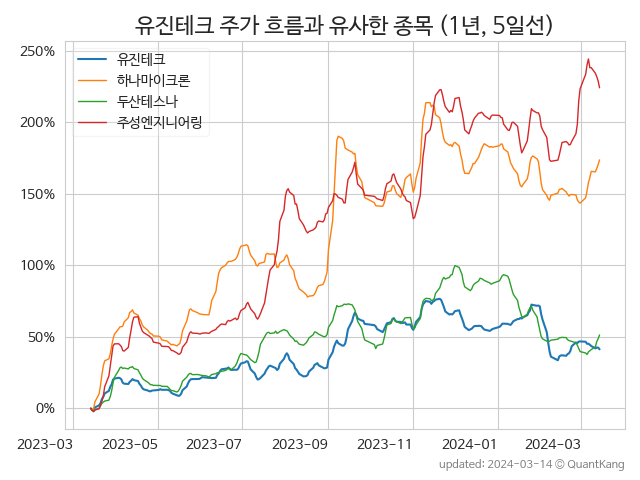 유진테크 주가 흐름과 유사한 종목 (1년, 5일선)
250%
200%
150%
100%
50%
0%
유진테크
하나마이크론
두산테스나
주성엔지니어링
2023-03 2023-05 2023-07 2023-09 2023-11 2024-01 2024-03
updated: 2024-03-14 © QuantKang